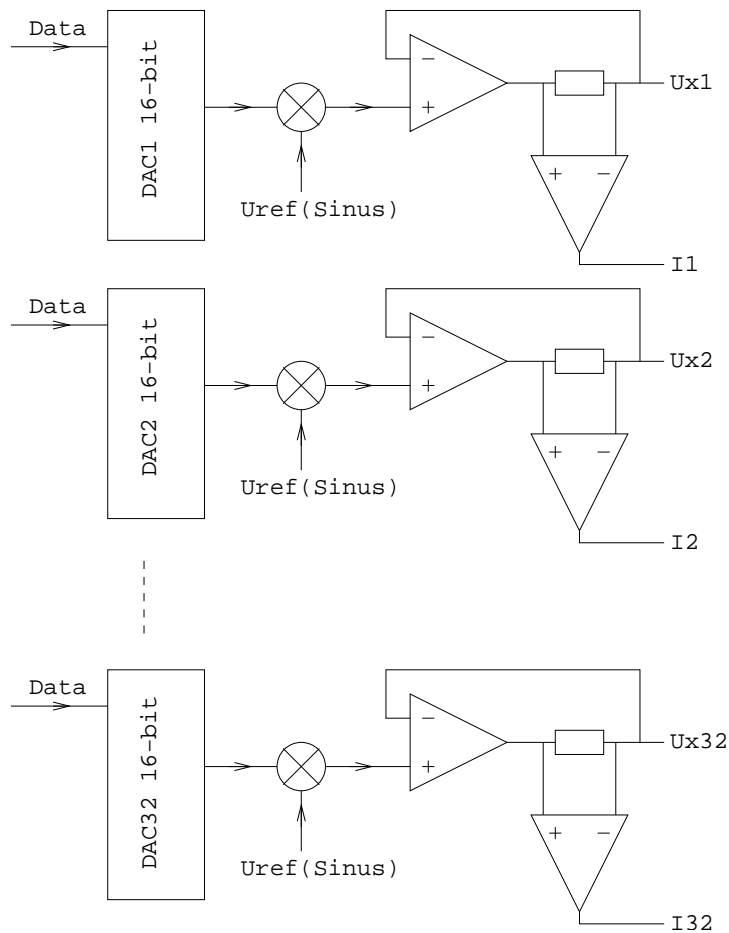 Data
DAC1 16-bit
Uref(Sinus)
− +
Ux1
+ −
I1
Data
DAC2 16-bit
Uref(Sinus)
− +
Ux2
+ −
I2
Data
DAC32 16-bit
Uref(Sinus)
− +
Ux32
+ −
I32